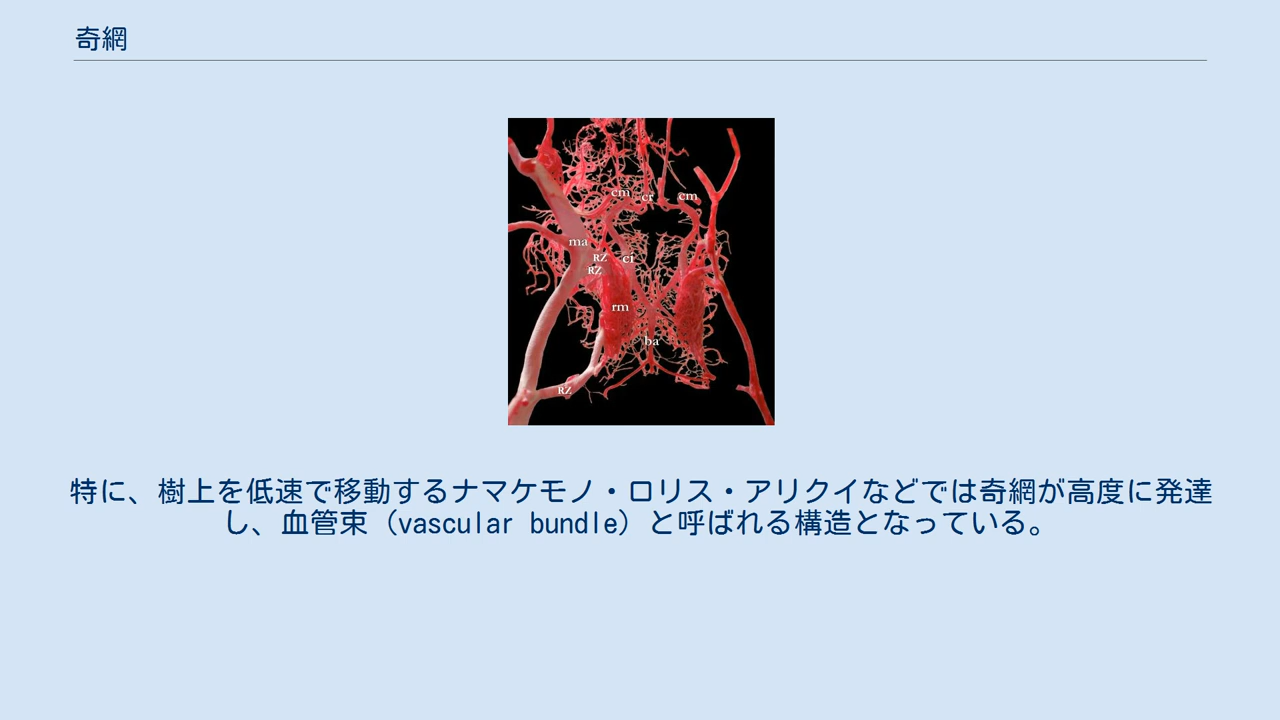 奇網
cm cr cm
ma
RZ ci
RZ
rm
ba
RZ
特に、樹上を低速で移動するナマケモノ・ロリス・アリクイなどでは奇網が高度に発達
し、血管束（vascular bundle）と呼ばれる構造となっている。